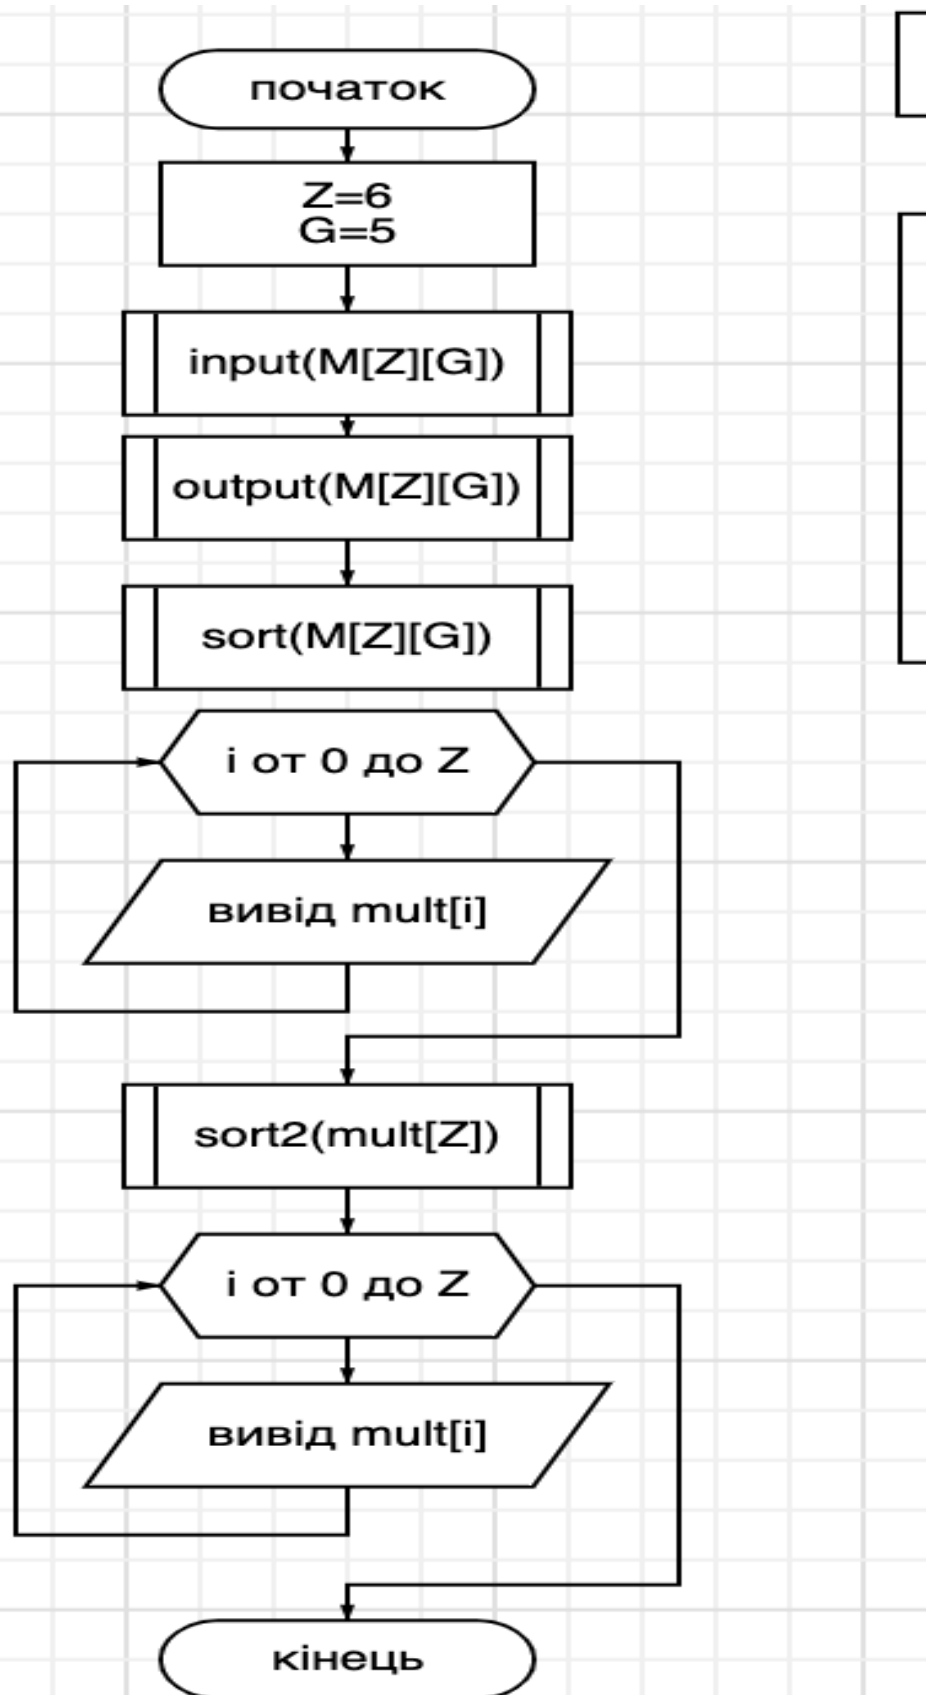 початок
Z=6
G=5
input(M[Z][G])
output(M[Z][G])
sort(M[Z][G])
i от 0 до Z
вивід mult[i]
sort2(mult[Z])
i от 0 до Z
вивід mult[i]
кінець